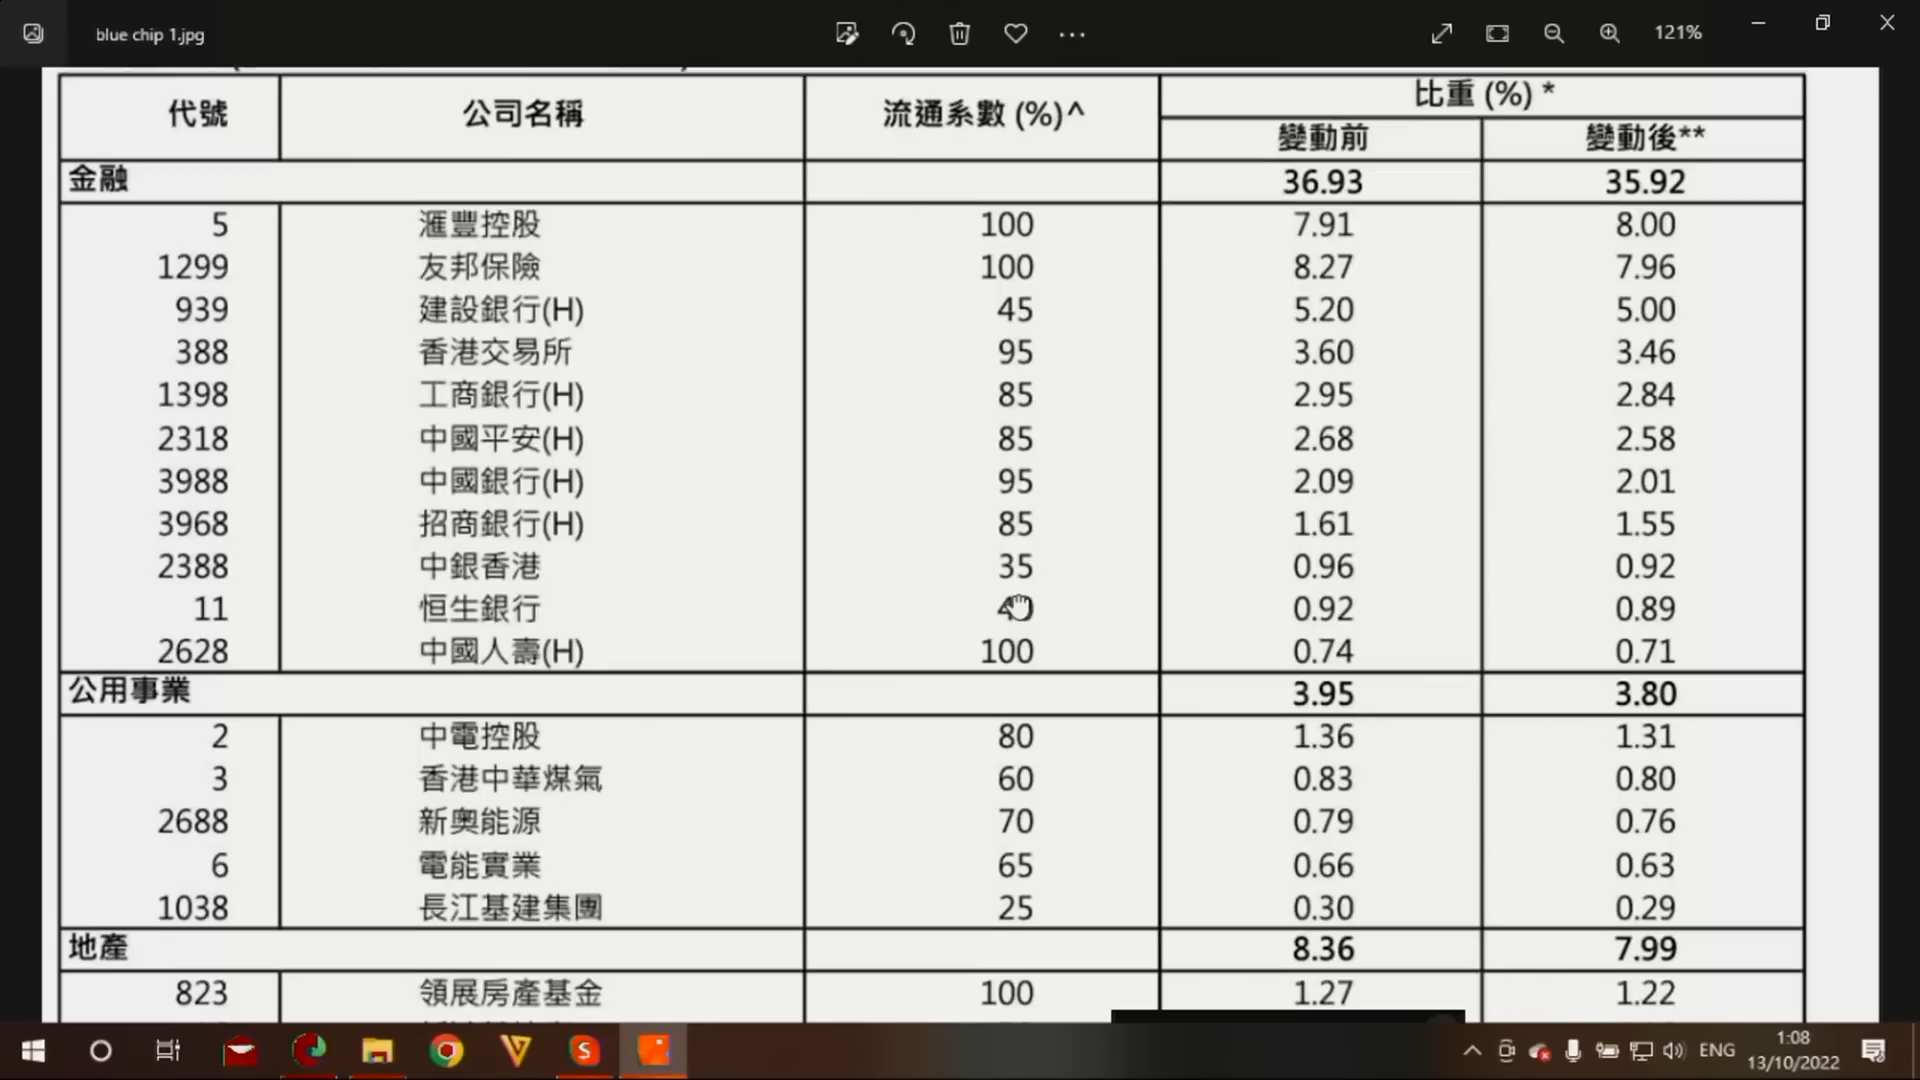 blue chip 1.jpg
121%
代號 公司名稱 流通系數 (%)^ 比重 (%) *
變動前 變動後**
金融 36.93 35.92
5 滙豐控股 100 7.91 8.00
1299 友邦保險 100 8.27 7.96
939 建設銀行(H) 45 5.20 5.00
388 香港交易所 95 3.60 3.46
1398 工商銀行(H) 85 2.95 2.84
2318 中國平安(H) 85 2.68 2.58
3988 中國銀行(H) 95 2.09 2.01
3968 招商銀行(H) 85 1.61 1.55
2388 中銀香港 35 0.96 0.92
11 恒生銀行 0.92 0.89
2628 中國人壽(H) 100 0.74 0.71
公用事業 3.95 3.80
2 中電控股 80 1.36 1.31
3 香港中華煤氣 60 0.83 0.80
2688 新奧能源 70 0.79 0.76
6 電能實業 65 0.66 0.63
1038 長江基建集團 25 0.30 0.29
地產 8.36 7.99
823 領展房產基金 100 1.27 1.22
ENG
1:08
13/10/2022